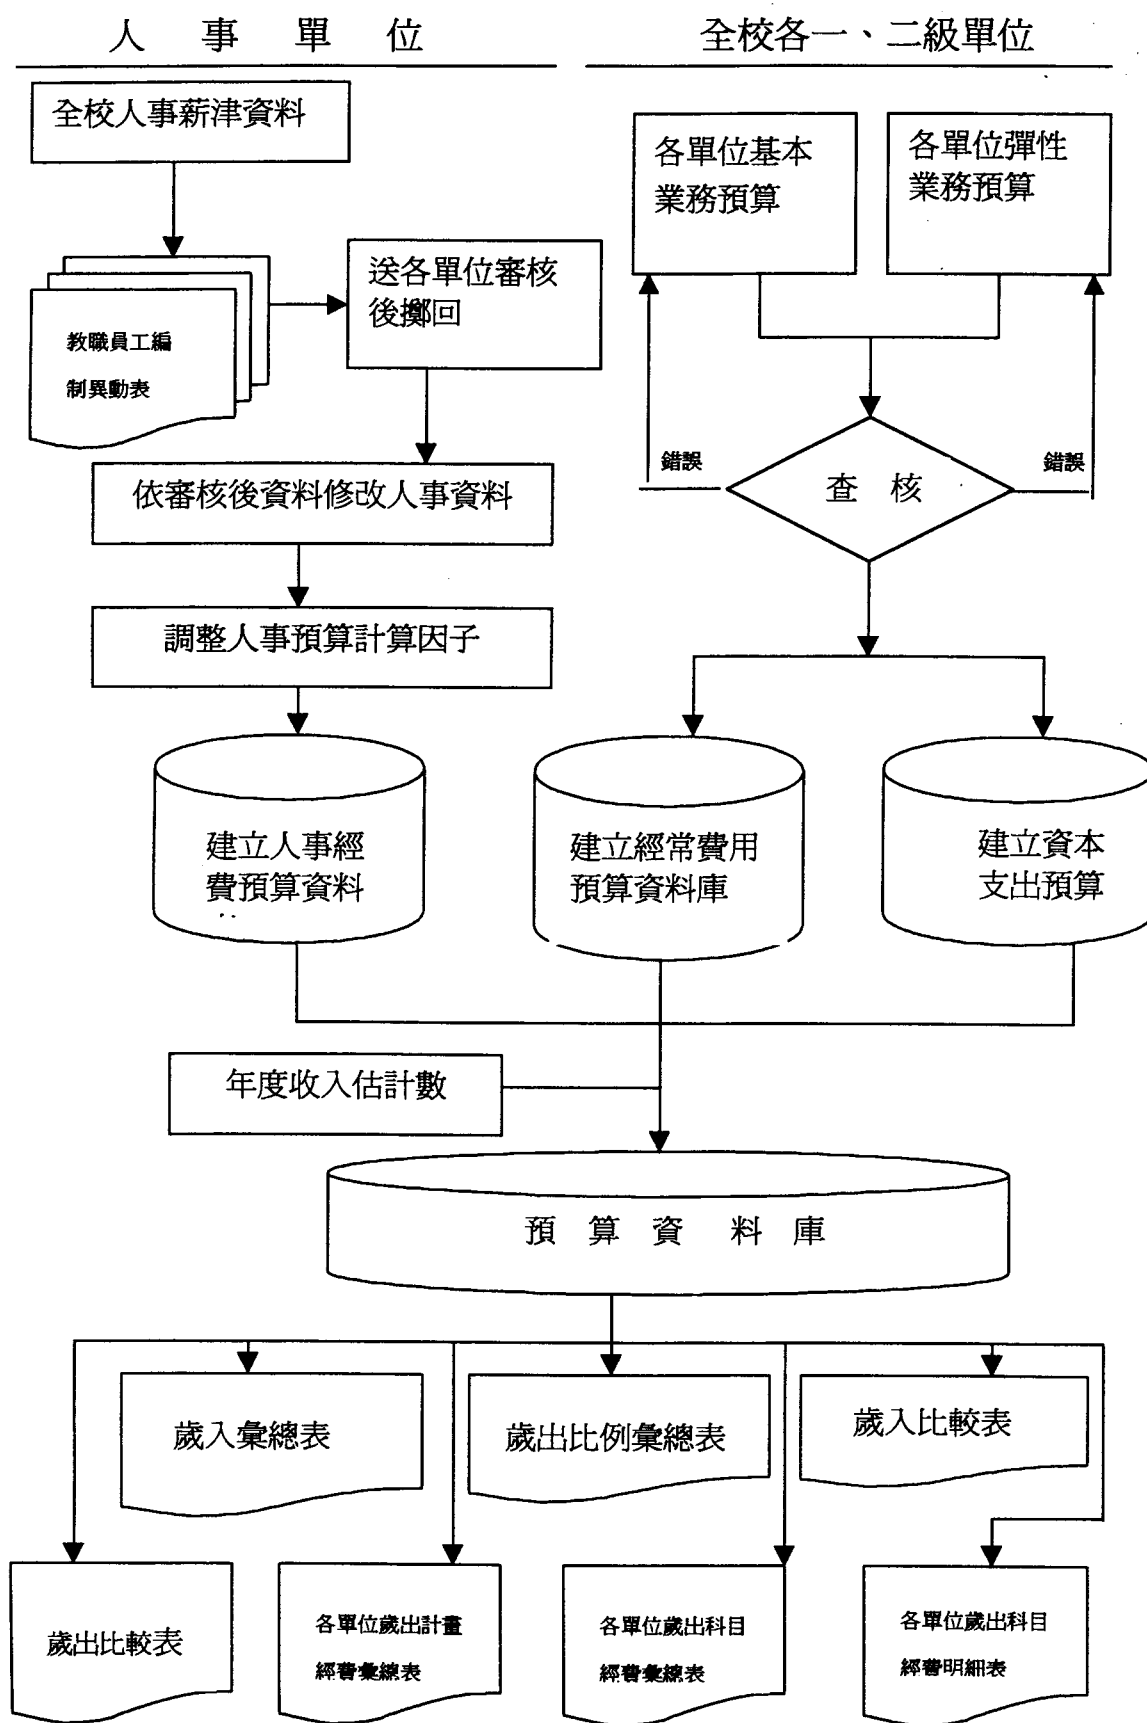 人 事 單 位
全校各一、二級單位
全校人事薪津資料
各單位基本
業務預算
各單位彈性
業務預算
教職員工編
制異動表
送各單位審核
後擲回
依審核後資料修改人事資料
錯誤
查 核
錯誤
調整人事預算計算因子
建立人事經
費預算資料
建立經常費用
預算資料庫
建立資本
支出預算
年度收入估計數
預 算 資 料 庫
歲入彙總表
歲出比例彙總表
歲入比較表
歲出比較表
各單位歲出計畫
經費彙總表
各單位歲出科目
經費彙總表
各單位歲出科目
經費明細表